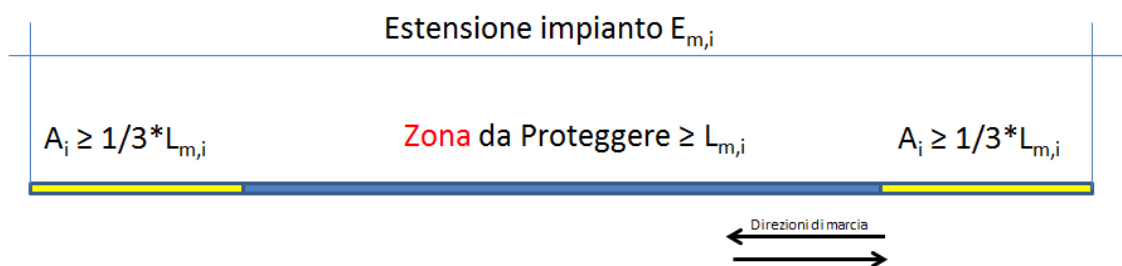 Estensione impianto Em,i
Ai ≥ 1/3*Lm,i
Zona da Proteggere ≥ Lm,i
Ai ≥ 1/3*Lm,i
Direzioni di marcia